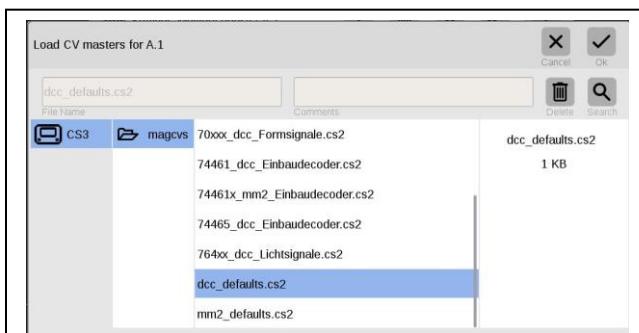 Load CV masters for A.1
Cancel
Ok
dcc_defaults.cs2
File Name
Comments
Delete
Search
CS3
magcvs
70xxx_dcc_Formsignale.cs2
74461_dcc_Einbaudecoder.cs2
74461x_mm2_Einbaudecoder.cs2
74465_dcc_Einbaudecoder.cs2
764xx_dcc_Lichtsignale.cs2
dcc_defaults.cs2
mm2_defaults.cs2
dcc_defaults.cs2
1 KB